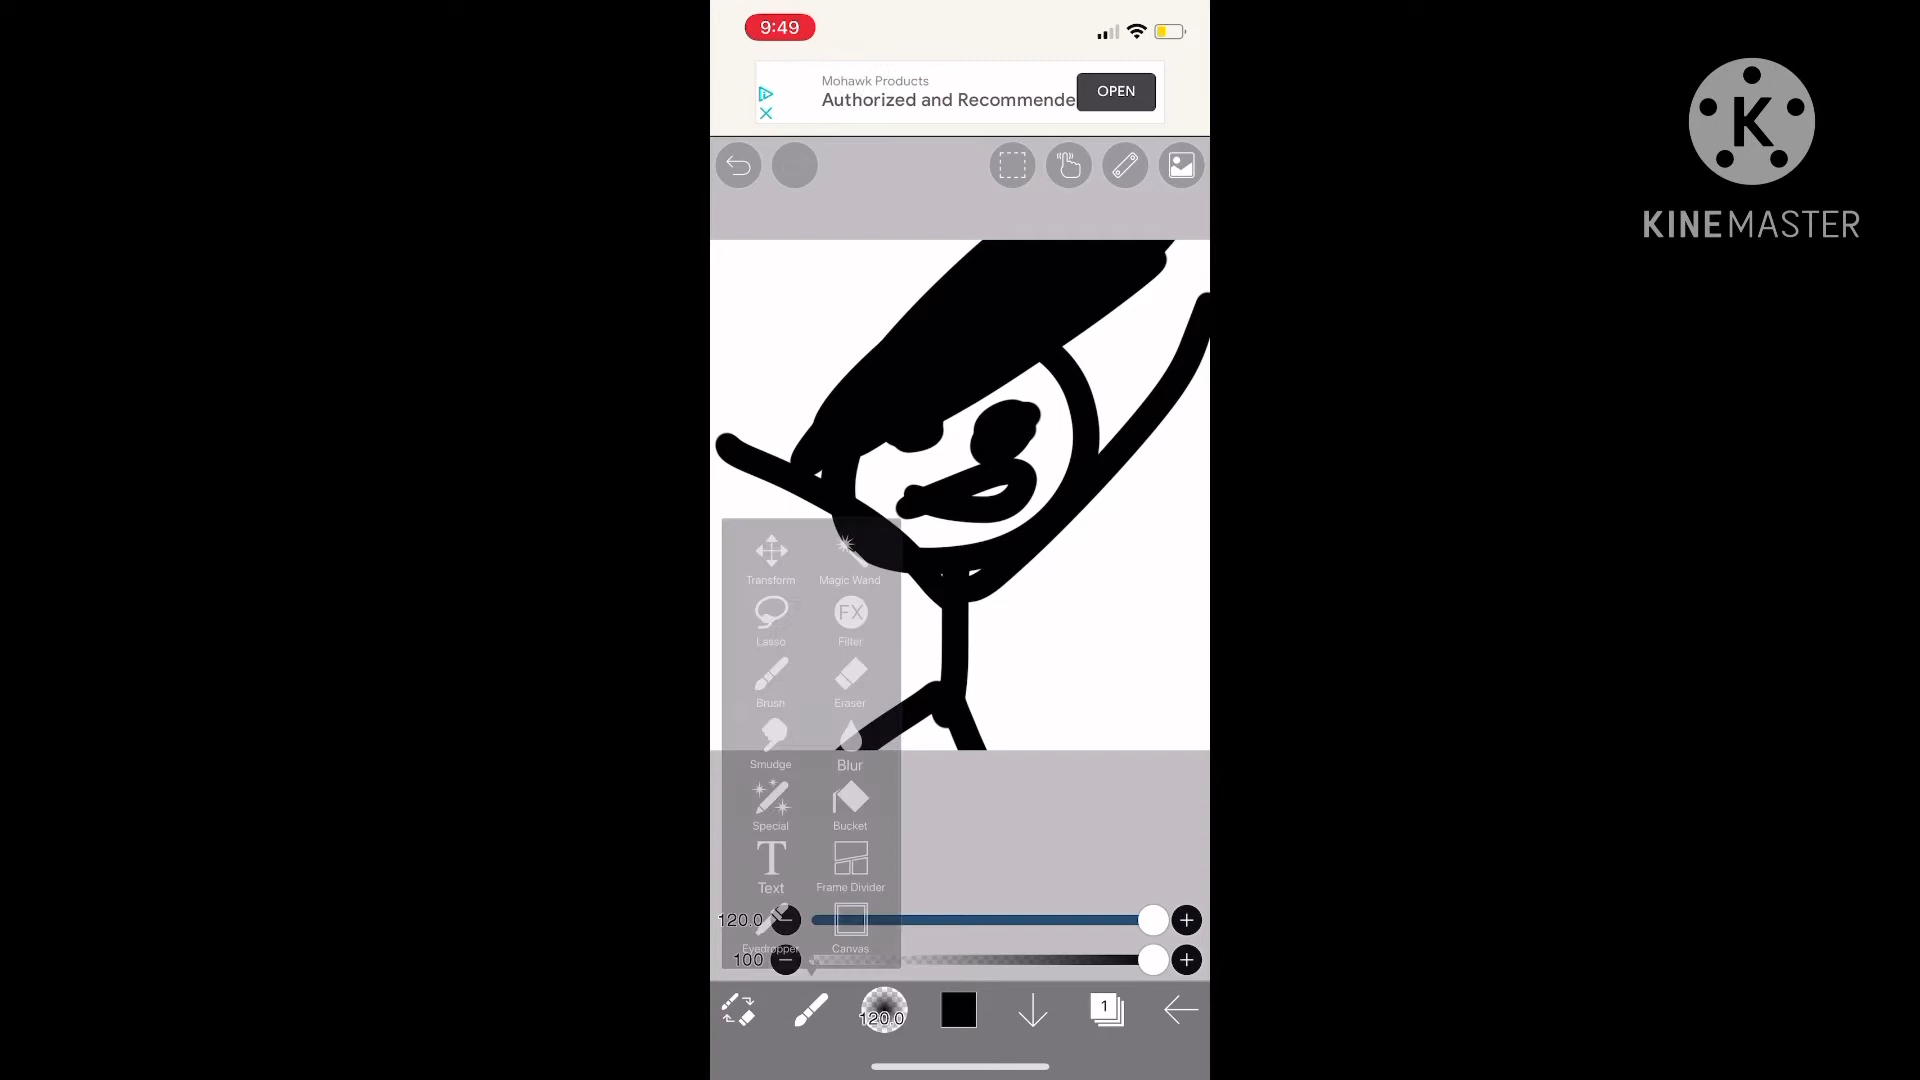 9:49
Mohawk Products
Authorized and Recommende
OPEN
K
KINEMASTER
Transform
Magic Wand
Lasso
FX
Filter
Brush
Eraser
Smudge
Blur
Special
Bucket
T
Text
Frame Divider
120.0
Eyedropper
Canvas
100
120.0
1